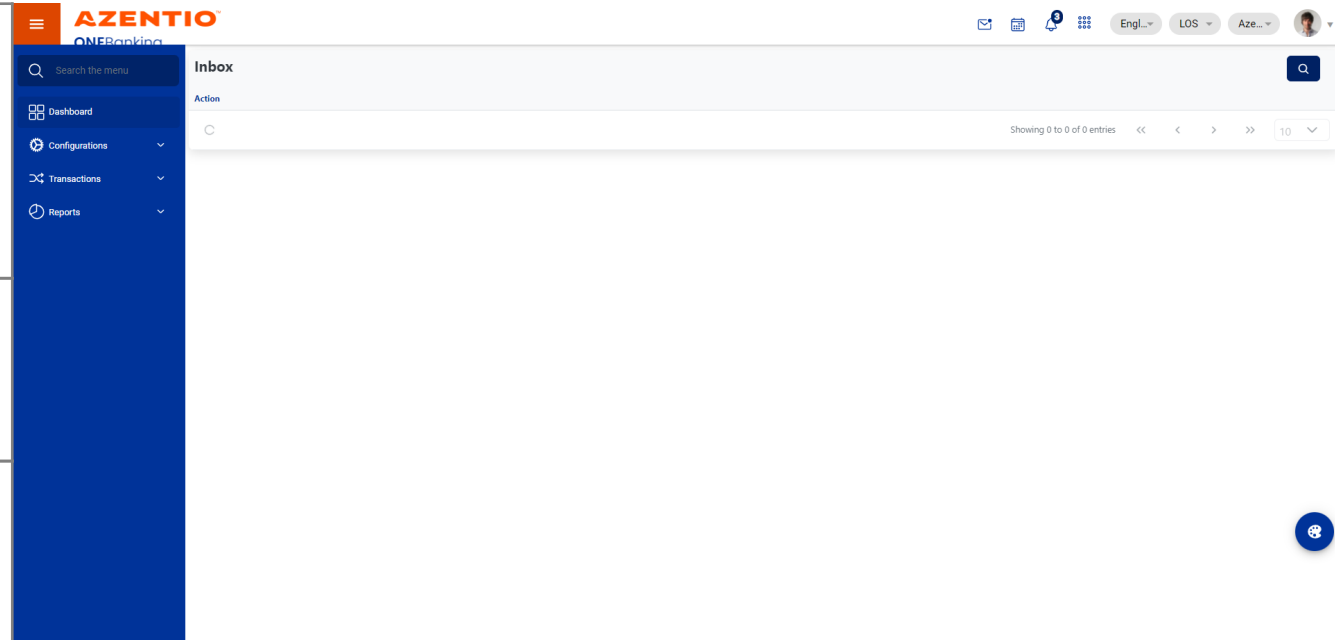 AZENTIO™
ONEBanking
3
Engl...
LOS
Aze...
Search the menu
Dashboard
Configurations
Transactions
Reports
Inbox
Action
Showing 0 to 0 of 0 entries
10